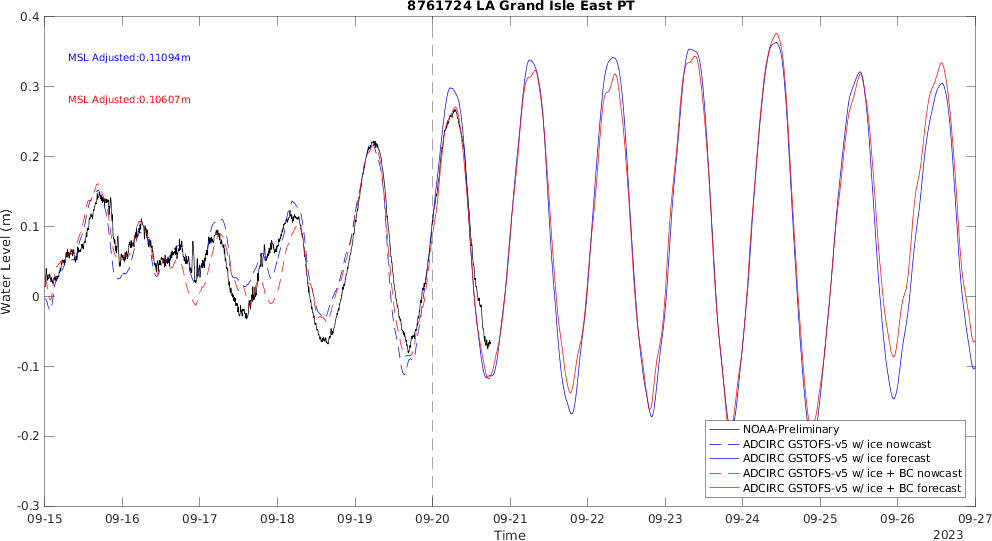 8761724 LA Grand Isle East PT
0.4
0.3
0.2
0.1
0
-0.1
-0.2
-0.3
Water Level (m)
MSL Adjusted:0.11094m
MSL Adjusted:0.10607m
NOAA-Preliminary
ADCIRC GSTOFS-v5 w/ ice nowcast
ADCIRC GSTOFS-v5 w/ ice forecast
ADCIRC GSTOFS-v5 w/ ice + BC nowcast
ADCIRC GSTOFS-v5 w/ ice + BC forecast
09-15 09-16 09-17 09-18 09-19 09-20 09-21 09-22 09-23 09-24 09-25 09-26 09-27
Time
2023